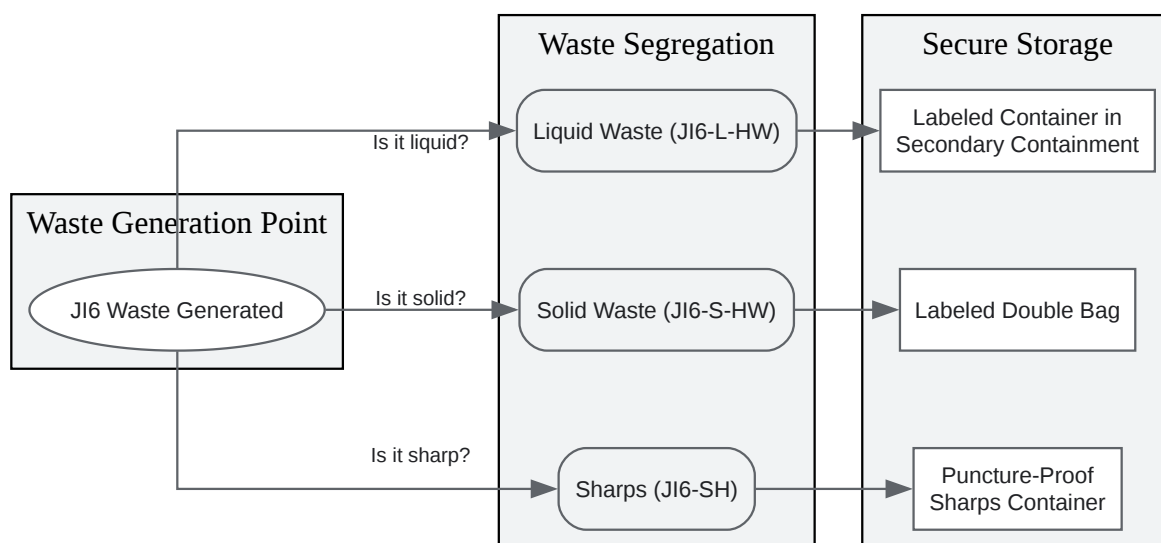 Waste Segregation
Secure Storage
Is it liquid?
Liquid Waste (JI6-L-HW)
Labeled Container in
Secondary Containment
Waste Generation Point
JI6 Waste Generated
Is it solid?
Solid Waste (JI6-S-HW)
Labeled Double Bag
Is it sharp?
Sharps (JI6-SH)
Puncture-Proof
Sharps Container